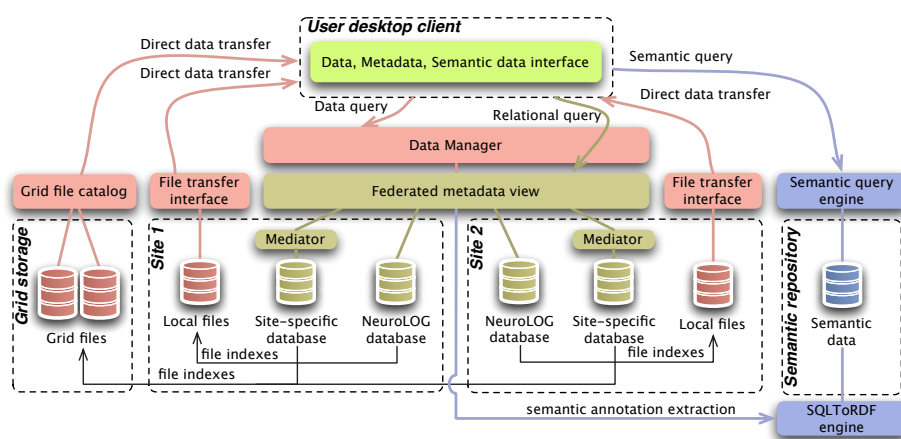 User desktop client
Direct data transfer
Data, Metadata, Semantic data interface
Semantic query
Direct data transfer
Data query
Relational query
Direct data transfer
Data Manager
Grid file catalog
File transfer
interface
Federated metadata view
File transfer
interface
Semantic query
engine
Grid storage
Site 1
Mediator
Site 2
Mediator
Semantic repository
Grid files
Local files
Site-specific
database
NeuroLOG
database
NeuroLOG
database
Site-specific
database
Local files
Semantic
data
file indexes
file indexes
file indexes
semantic annotation extraction
SQLToRDF
engine